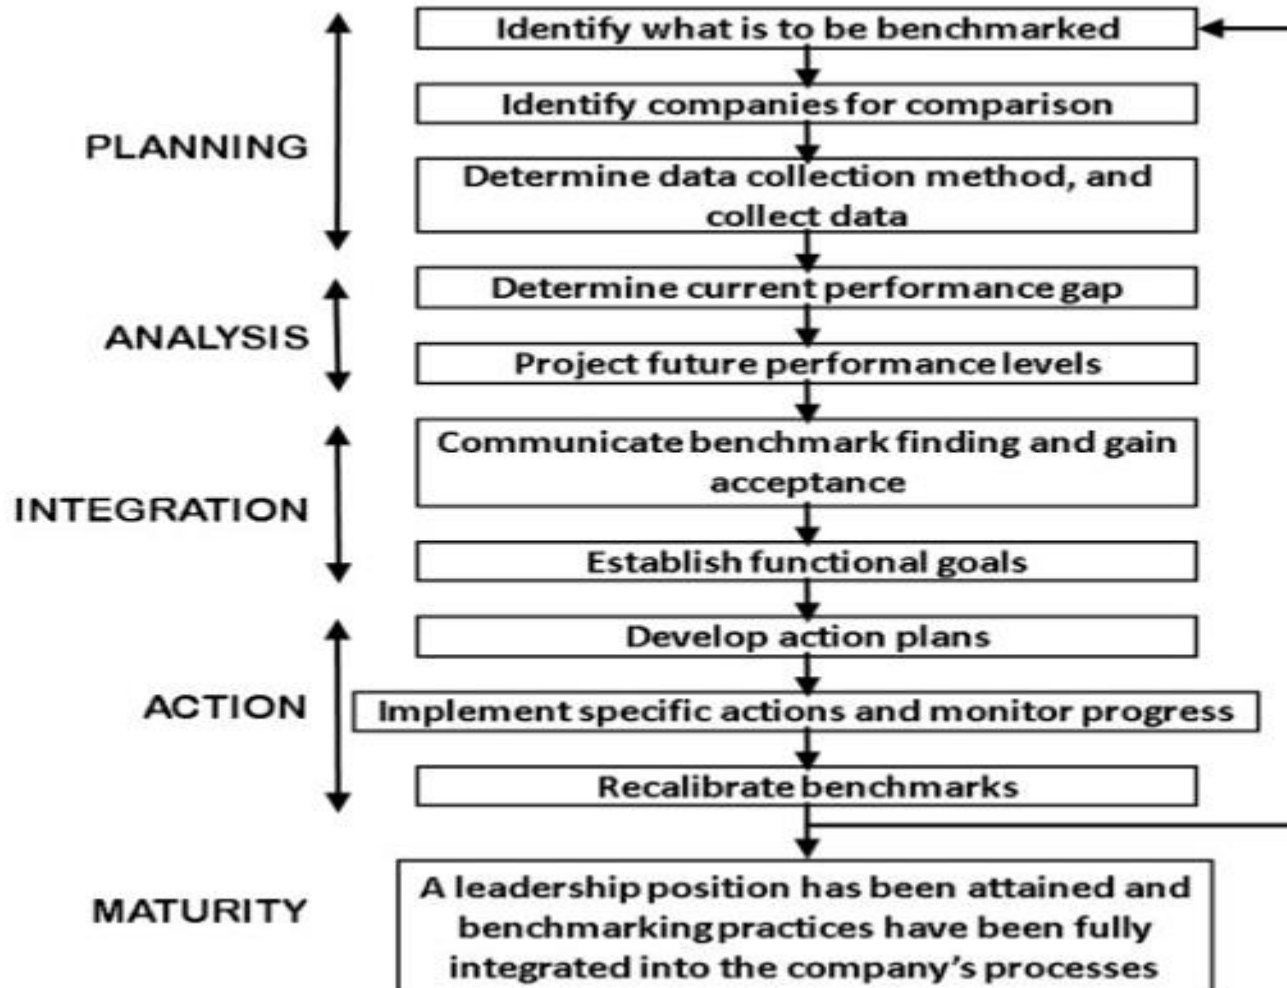 Identify what is to be benchmarked
Identify companies for comparison
PLANNING
Determine data collection method, and
collect data
Determine current performance gap
ANALYSIS
Project future performance levels
Communicate benchmark finding and gain
acceptance
INTEGRATION
Establish functional goals
Develop action plans
ACTION
Implement specific actions and monitor progress
Recalibrate benchmarks
MATURITY
A leadership position has been attained and
benchmarking practices have been fully
integrated into the company's processes